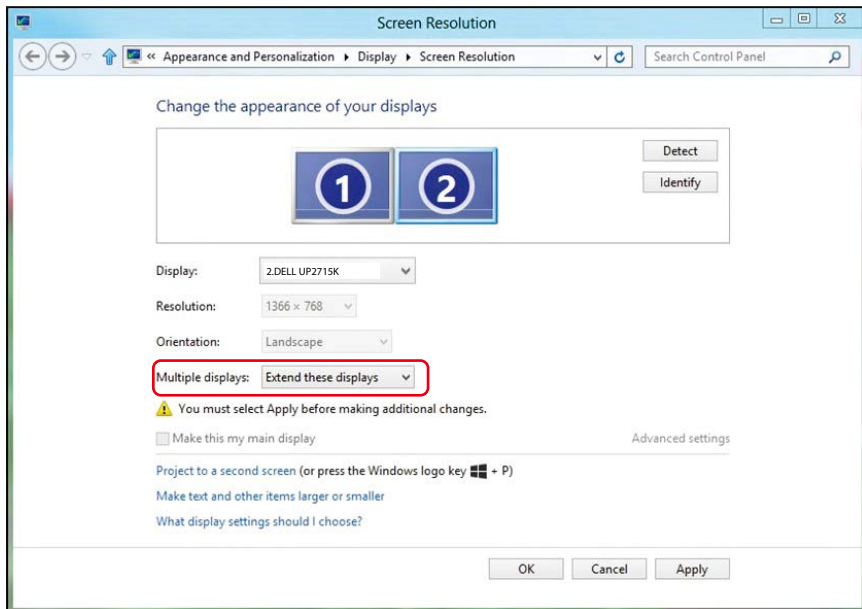 Screen Resolution
« Appearance and Personalization ▸ Display ▸ Screen Resolution
Search Control Panel
Change the appearance of your displays
1 2
Detect
Identify
Display: 2.DELL UP2715K
Resolution: 1366 × 768
Orientation: Landscape
Multiple displays: Extend these displays
You must select Apply before making additional changes.
Make this my main display Advanced settings
Project to a second screen (or press the Windows logo key + P)
Make text and other items larger or smaller
What display settings should I choose?
OK Cancel Apply